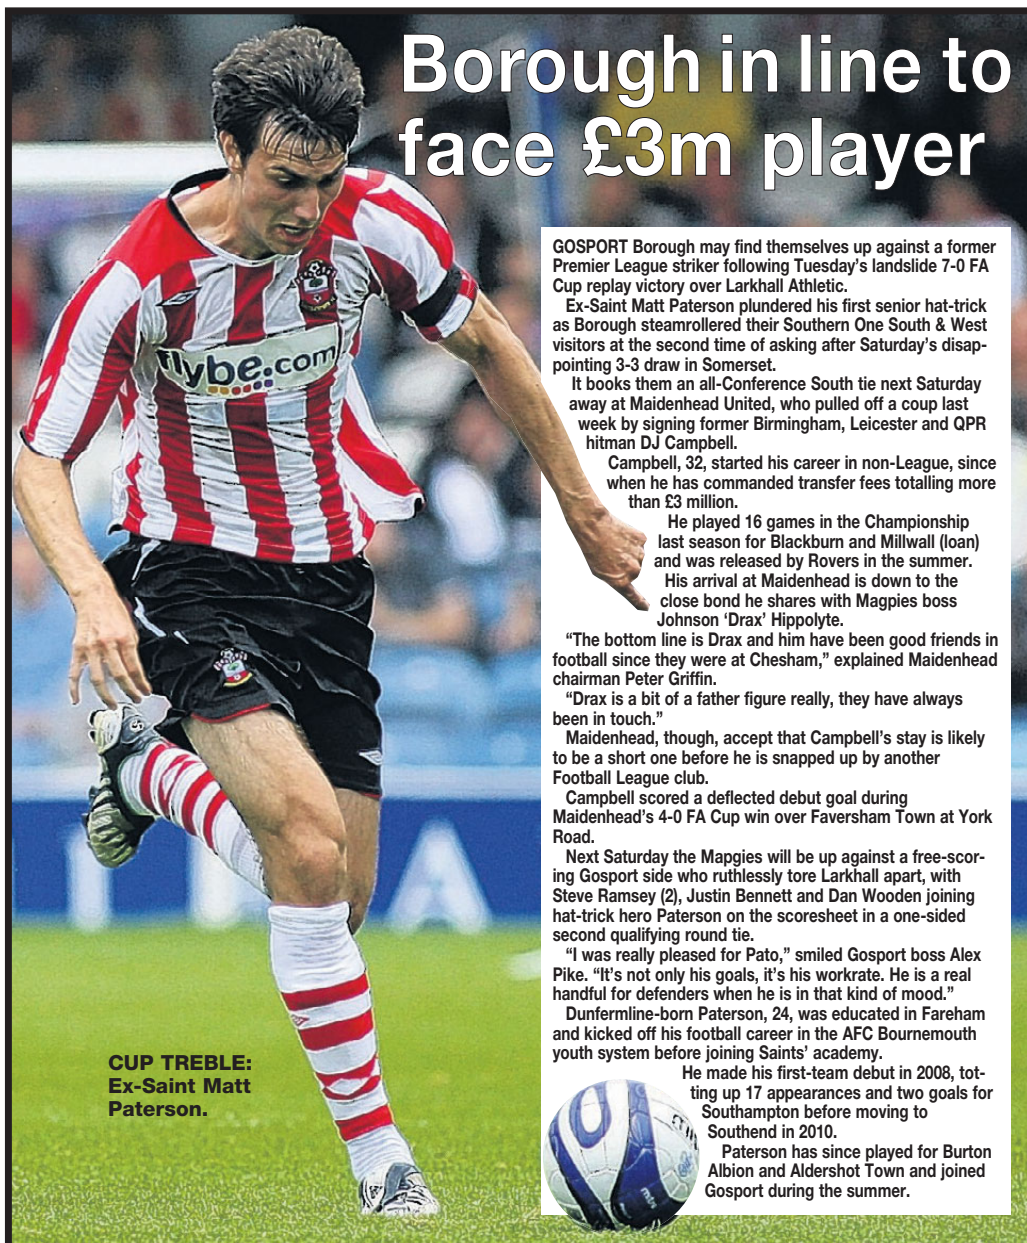 Borough in line to
face £3m player
flybe.com
GOSPORT Borough may find themselves up against a former
Premier League striker following Tuesday's landslide 7-0 FA
Cup replay victory over Larkhall Athletic.
Ex-Saint Matt Paterson plundered his first senior hat-trick
as Borough steamrollered their Southern One South & West
visitors at the second time of asking after Saturday's disap-
pointing 3-3 draw in Somerset.
It books them an all-Conference South tie next Saturday
away at Maidenhead United, who pulled off a coup last
week by signing former Birmingham, Leicester and QPR
hitman DJ Campbell.
Campbell, 32, started his career in non-League, since
when he has commanded transfer fees totalling more
than £3 million.
He played 16 games in the Championship
last season for Blackburn and Millwall (loan)
and was released by Rovers in the summer.
His arrival at Maidenhead is down to the
close bond he shares with Magpies boss
Johnson ‘Drax’ Hippolyte.
“The bottom line is Drax and him have been good friends in
football since they were at Chesham,” explained Maidenhead
chairman Peter Griffin.
“Drax is a bit of a father figure really, they have always
been in touch.”
Maidenhead, though, accept that Campbell's stay is likely
to be a short one before he is snapped up by another
Football League club.
Campbell scored a deflected debut goal during
Maidenhead's 4-0 FA Cup win over Faversham Town at York
Road.
Next Saturday the Mapgies will be up against a free-scor-
ing Gosport side who ruthlessly tore Larkhall apart, with
Steve Ramsey (2), Justin Bennett and Dan Wooden joining
hat-trick hero Paterson on the scoresheet in a one-sided
second qualifying round tie.
“I was really pleased for Pato,” smiled Gosport boss Alex
Pike. “It's not only his goals, it's his workrate. He is a real
handful for defenders when he is in that kind of mood.”
Dunfermline-born Paterson, 24, was educated in Fareham
and kicked off his football career in the AFC Bournemouth
youth system before joining Saints’ academy.
He made his first-team debut in 2008, tot-
ting up 17 appearances and two goals for
Southampton before moving to
Southend in 2010.
Paterson has since played for Burton
Albion and Aldershot Town and joined
Gosport during the summer.
CUP TREBLE:
Ex-Saint Matt
Paterson.